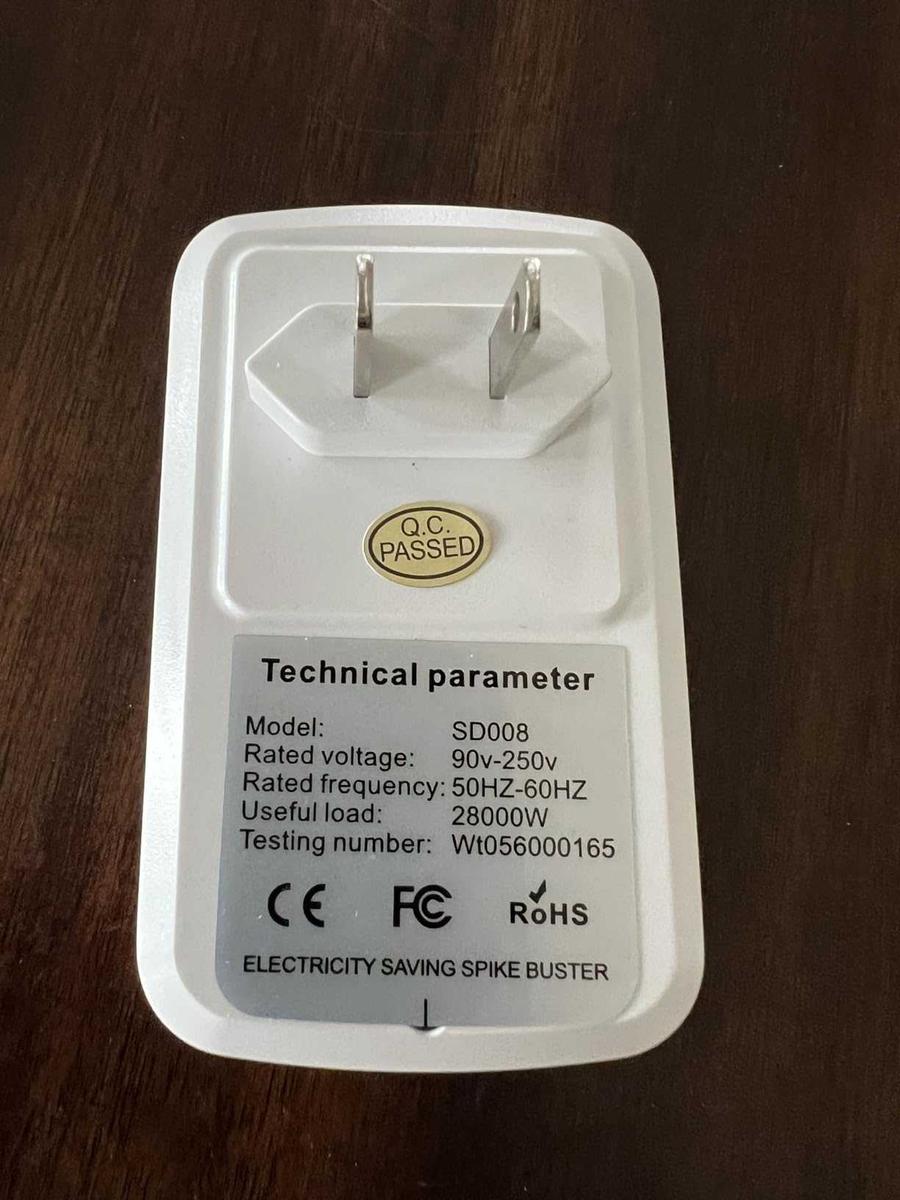 Q.C.
PASSED
Technical parameter
Model: SD008
Rated voltage: 90v-250v
Rated frequency: 50HZ-60HZ
Useful load: 28000W
Testing number: Wt056000165
CE FC RoHS
ELECTRICITY SAVING SPIKE BUSTER